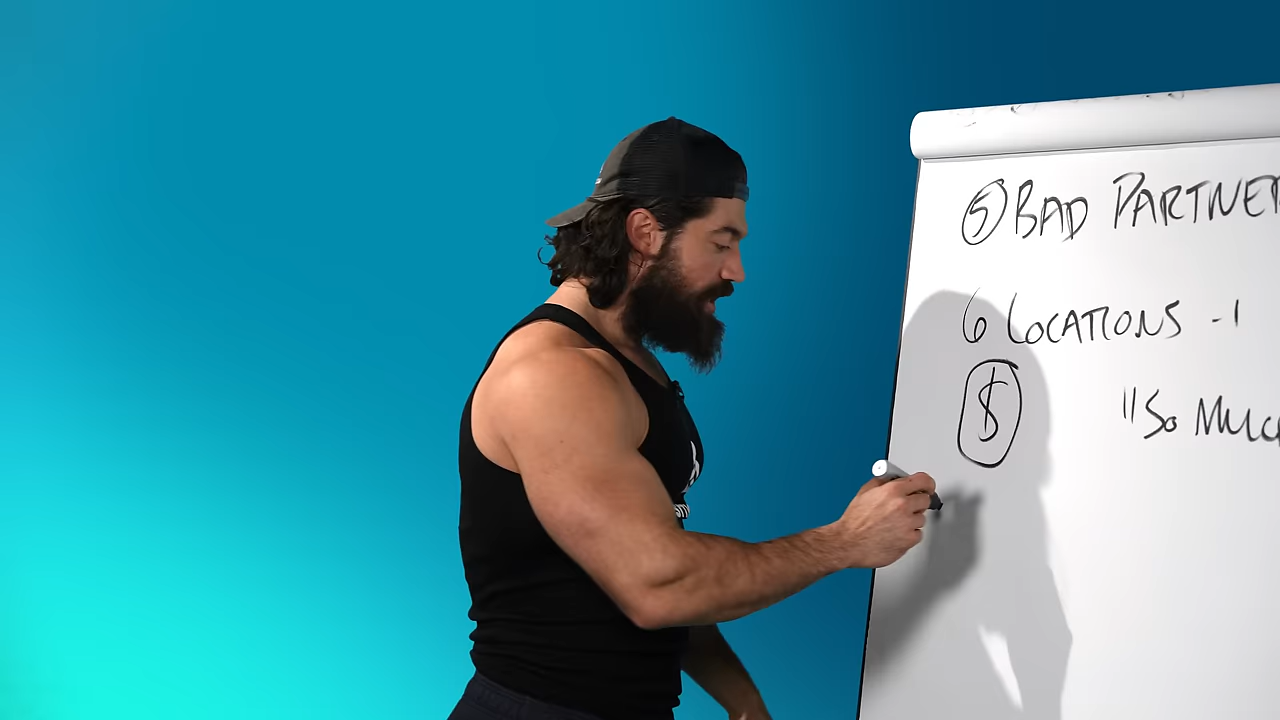 ⑤ BAD PARTNE
6 LOCATIONS - 1
$
"SO MUC